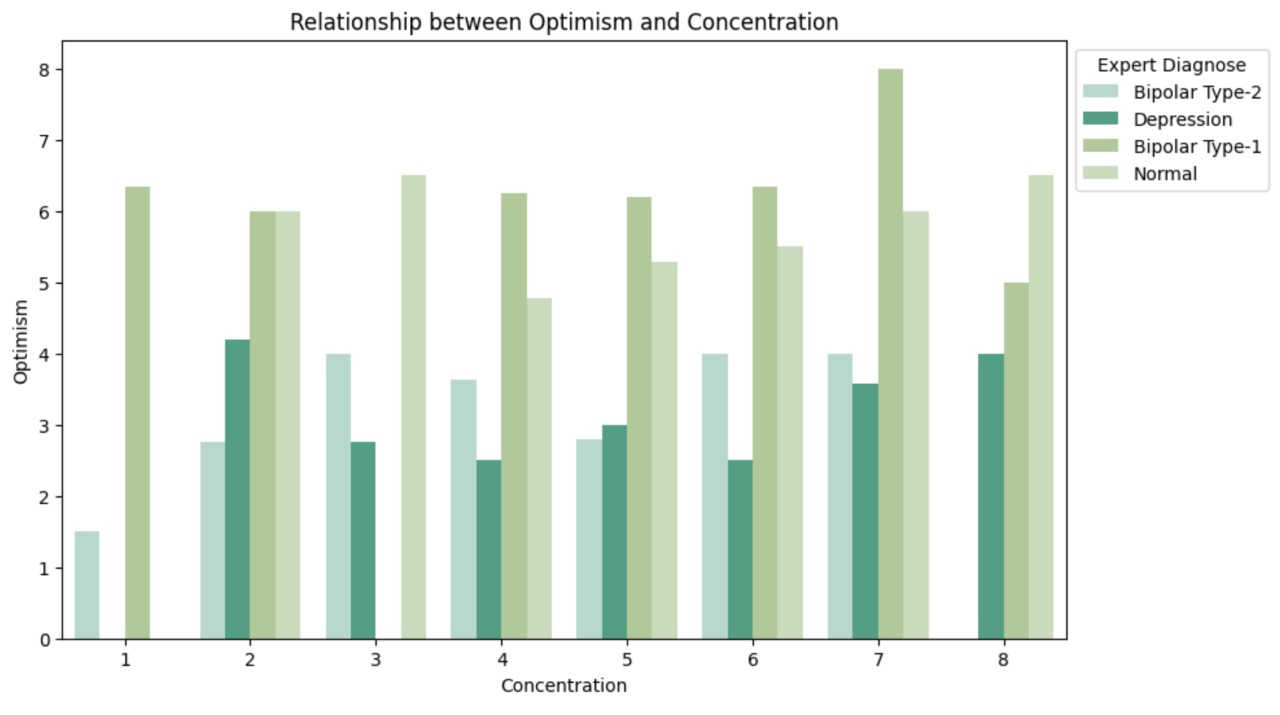 Relationship between Optimism and Concentration
Expert Diagnose
Bipolar Type-2
Depression
Bipolar Type-1
Normal
Optimism
8
7
6
5
4
3
2
1
0
1 2 3 4 5 6 7 8
Concentration